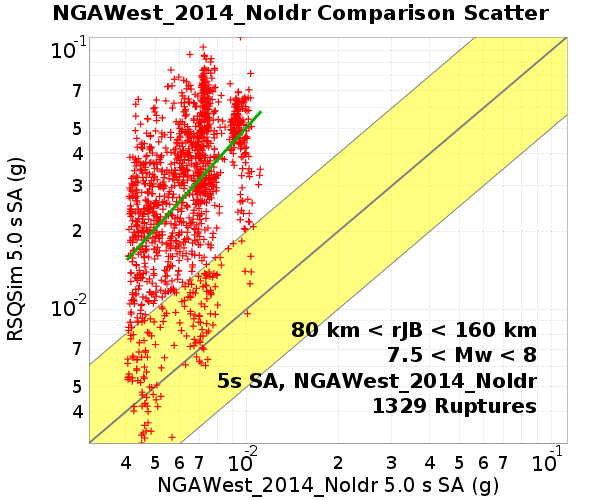 NGAWest_2014_NoIdr Comparison Scatter
RSQSim 5.0 s SA (g)
10^-1
7
5
4
3
2
10^-2
7
5
4
80 km < rJB < 160 km
7.5 < Mw < 8
5s SA, NGAWest_2014_NoIdr
1329 Ruptures
4 5 6 7 10^-2 2 3 4 5 6 7 10^-1
NGAWest_2014_NoIdr 5.0 s SA (g)